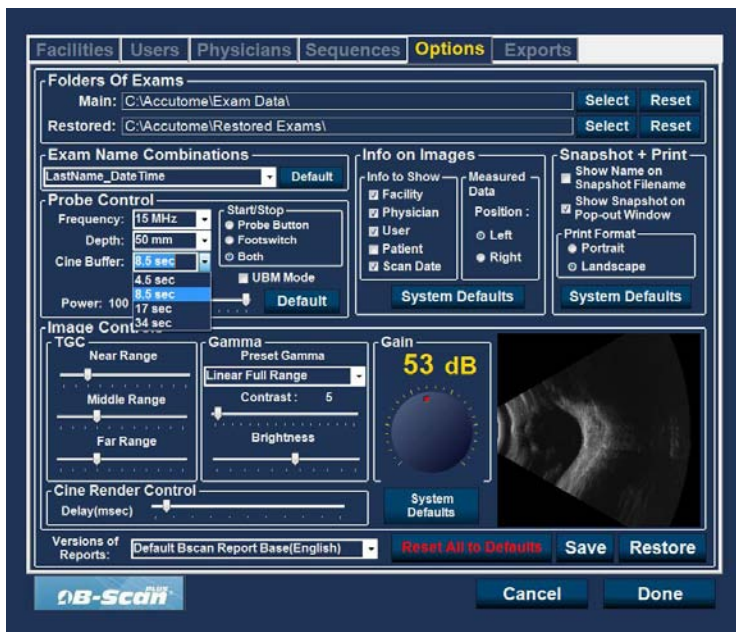 Facilities Users Physicians Sequences Options Exports
Folders Of Exams
Main: C:\Accutome\Exam Data\ Select Reset
Restored: C:\Accutome\Restored Exams\ Select Reset
Exam Name Combinations
LastName_DateTime Default
Probe Control
Frequency: 15 MHz
Depth: 50 mm
Cine Buffer: 8.5 sec
4.5 sec
8.5 sec
17 sec
34 sec
Start/Stop
Probe Button
Footswitch
Both
UBM Mode
Power: 100
Default
Info on Images
Info to Show
Facility
Physician
User
Patient
Scan Date
Measured
Data
Position :
Left
Right
System Defaults
Snapshot + Print
Show Name on
Snapshot Filename
Show Snapshot on
Pop-out Window
Print Format
Portrait
Landscape
System Defaults
Image Controls
TGC
Near Range
Middle Range
Far Range
Gamma
Preset Gamma
Linear Full Range
Contrast : 5
Brightness
Gain
53 dB
System
Defaults
Cine Render Control
Delay(msec)
Versions of
Reports:
Default Bscan Report Base(English)
Reset All to Defaults Save Restore
B-Scan PLUS
Cancel Done